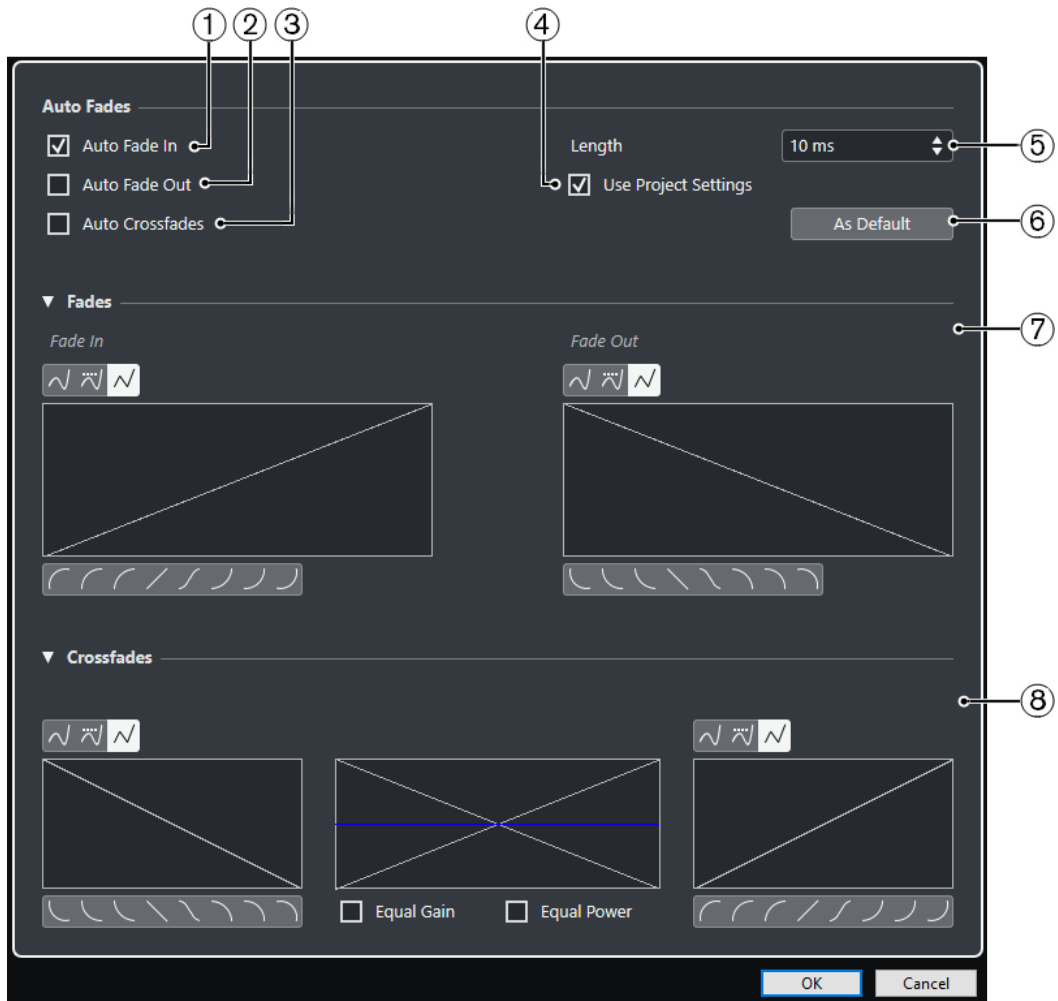 ① ② ③ ④
Auto Fades
Auto Fade In
Length 10 ms ⑤
Auto Fade Out
Use Project Settings
Auto Crossfades
As Default ⑥
Fades
⑦
Fade In Fade Out
Crossfades
⑧
Equal Gain Equal Power
OK Cancel